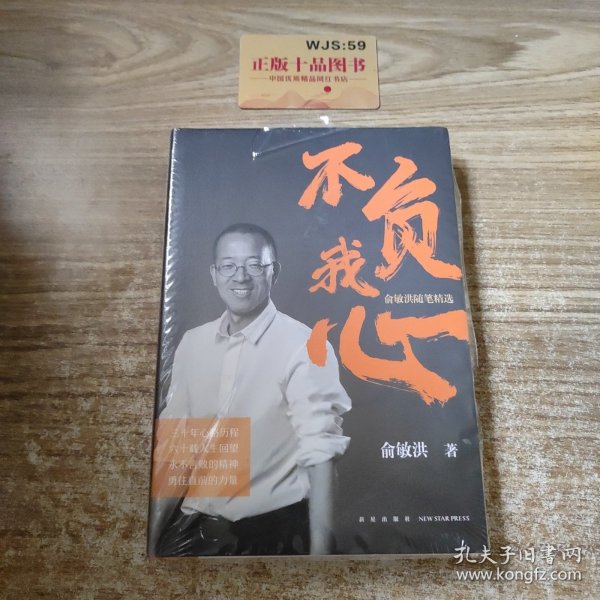 WJS:59
正版十品图书
中国优质精品网红书店
不负
我心
俞敏洪随笔精选
三十年心路历程
六十载人生回望
永不言败的精神
勇往直前的力量
俞敏洪 著
新星出版社 NEW STAR PRESS
孔夫子旧书网
www.kongfz.com